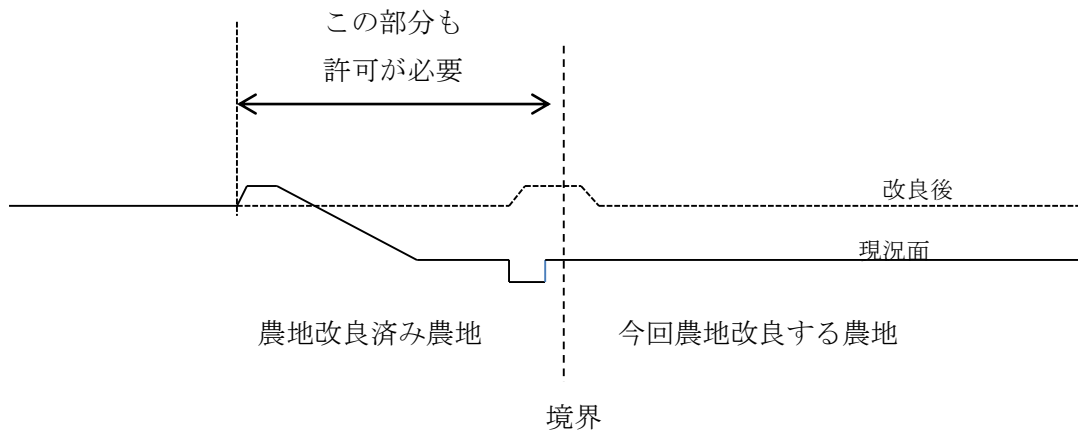 この部分も
許可が必要
改良後
現況面
農地改良済み農地
今回農地改良する農地
境界